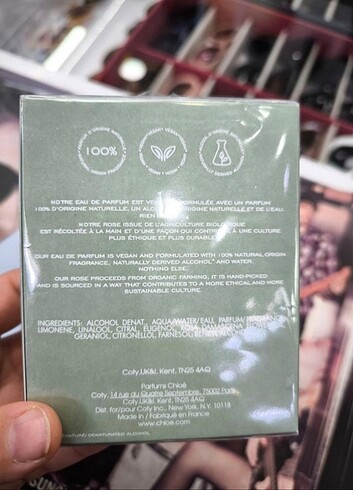 100%
NOTRE EAU DE PARFUM EST VEGAN, FORMULÉE AVEC UN PARFUM
100% D'ORIGINE NATURELLE, UN ALCOOL D'ORIGINE NATURELLE ET DE L'EAU.
RIEN
NOTRE ROSE ISSUE DE L'AGRICULTURE BIOLOGIQUE
EST RÉCOLTÉE À LA MAIN ET D'UNE FAÇON QUI CONTRIBUE À UNE CULTURE
PLUS ÉTHIQUE ET PLUS DURABLE.
OUR EAU DE PARFUM IS VEGAN AND FORMULATED WITH 100% NATURAL ORIGIN
FRAGRANCE, NATURALLY DERIVED ALCOHOL AND WATER,
NOTHING ELSE.
OUR ROSE PROCEEDS FROM ORGANIC FARMING, IT IS HAND-PICKED
AND IS SOURCED IN A WAY THAT CONTRIBUTES TO A MORE ETHICAL AND MORE
SUSTAINABLE CULTURE.
INGREDIENTS: ALCOHOL DENAT., AQUA/WATER/EAU, PARFUM/FRAGRANCE,
LIMONENE, LINALOOL, CITRAL, EUGENOL, ROSA DAMASCENA
GERANIOL, CITRONELLOL, FARNESOL,
Coty, UK&I, Kent, TN25 4AQ
Parfums Chloé
Coty, 14 rue du Quatre Septembre, 75002 Paris
Coty UK&I, Kent, TN25 4AQ
Dist. for/pour Coty Inc., New York, N.Y. 10118
Made in / Fabriqué en France
www.chloe.com
DENATURATED ALCOHOL